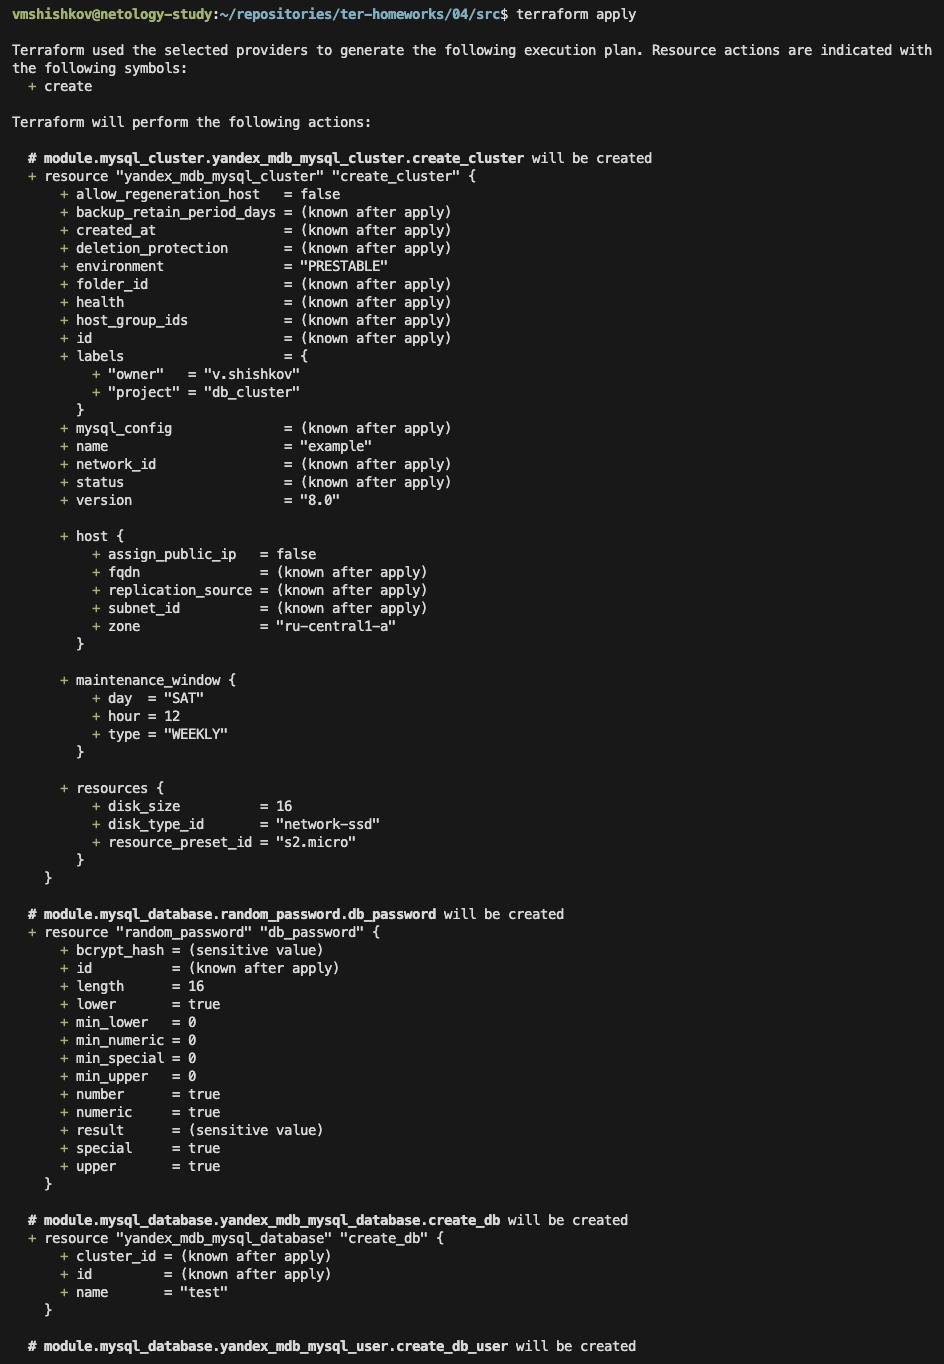 vmshishkov@netology-study:~/repositories/ter-homeworks/04/src$ terraform apply
Terraform used the selected providers to generate the following execution plan. Resource actions are indicated with
the following symbols:
+ create
Terraform will perform the following actions:
# module.mysql_cluster.yandex_mdb_mysql_cluster.create_cluster will be created
+ resource "yandex_mdb_mysql_cluster" "create_cluster" {
+ allow_regeneration_host   = false
+ backup_retain_period_days = (known after apply)
+ created_at                = (known after apply)
+ deletion_protection       = (known after apply)
+ environment               = "PRESTABLE"
+ folder_id                 = (known after apply)
+ health                    = (known after apply)
+ host_group_ids            = (known after apply)
+ id                        = (known after apply)
+ labels                    = {
+ "owner"   = "v.shishkov"
+ "project" = "db_cluster"
}
+ mysql_config              = (known after apply)
+ name                      = "example"
+ network_id                = (known after apply)
+ status                    = (known after apply)
+ version                   = "8.0"
+ host {
+ assign_public_ip   = false
+ fqdn               = (known after apply)
+ replication_source = (known after apply)
+ subnet_id          = (known after apply)
+ zone               = "ru-central1-a"
}
+ maintenance_window {
+ day  = "SAT"
+ hour = 12
+ type = "WEEKLY"
}
+ resources {
+ disk_size          = 16
+ disk_type_id       = "network-ssd"
+ resource_preset_id = "s2.micro"
}
}
# module.mysql_database.random_password.db_password will be created
+ resource "random_password" "db_password" {
+ bcrypt_hash = (sensitive value)
+ id          = (known after apply)
+ length      = 16
+ lower       = true
+ min_lower   = 0
+ min_numeric = 0
+ min_special = 0
+ min_upper   = 0
+ number      = true
+ numeric     = true
+ result      = (sensitive value)
+ special     = true
+ upper       = true
}
# module.mysql_database.yandex_mdb_mysql_database.create_db will be created
+ resource "yandex_mdb_mysql_database" "create_db" {
+ cluster_id = (known after apply)
+ id         = (known after apply)
+ name       = "test"
}
# module.mysql_database.yandex_mdb_mysql_user.create_db_user will be created